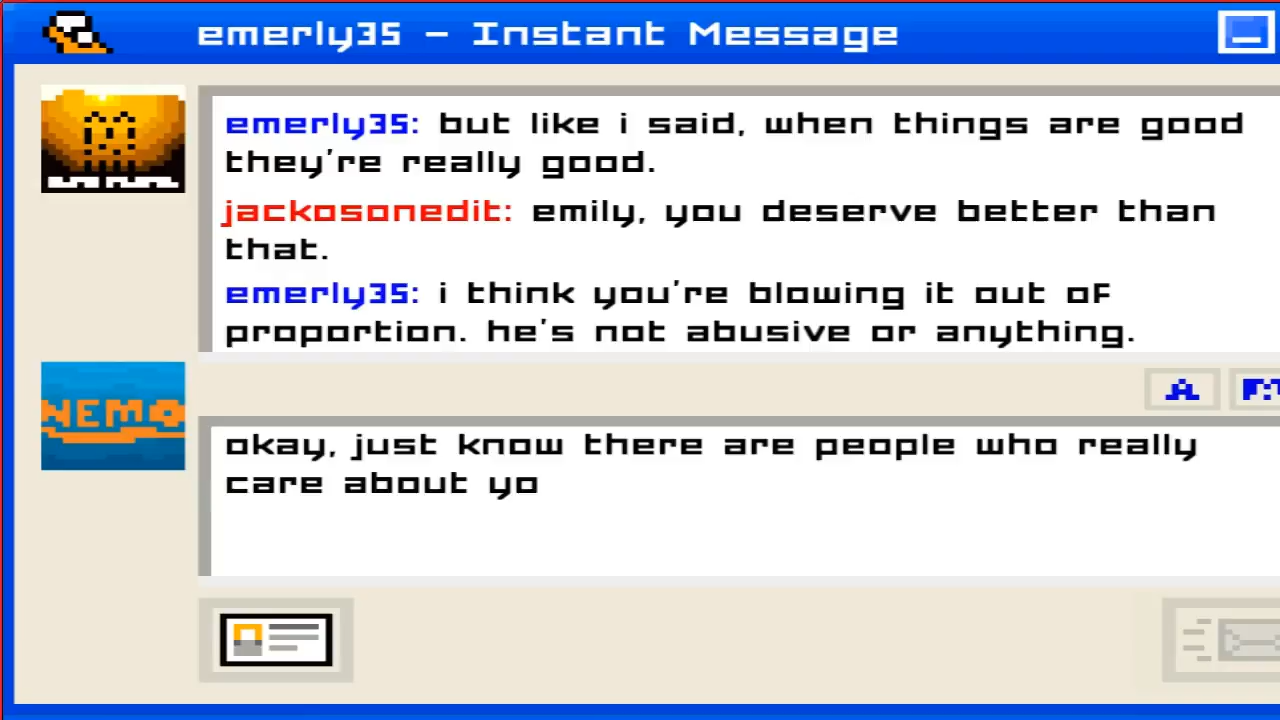 emerly35 - Instant Message
emerly35: but like i said, when things are good
they're really good.
jackosonedit: emily, you deserve better than
that.
emerly35: i think you're blowing it out of
proportion. he's not abusive or anything.
NEMO
A
okay, just know there are people who really
care about yo